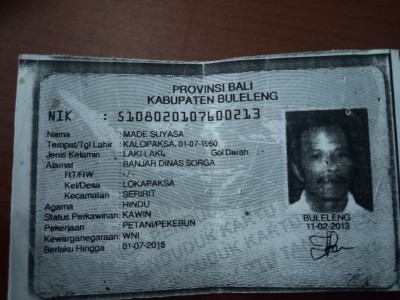 PROVINSI BALI
KABUPATEN BULELENG
NIK : 5108020107600213
Nama : MADE SUYASA
Tempat/Tgl Lahir : KALOPAKSA, 01-07-1960
Jenis Kelamin : LAKI-LAKI Gol Darah : -
Alamat : BANJAR DINAS SORGA
RT/RW : -/-
Kel/Desa : LOKAPAKSA
Kecamatan : SERIRIT
Agama : HINDU
Status Perkawinan: KAWIN
Pekerjaan : PETANI/PEKEBUN
Kewarganegaraan: WNI
Berlaku Hingga : 01-07-2018
BULELENG
11-02-2013